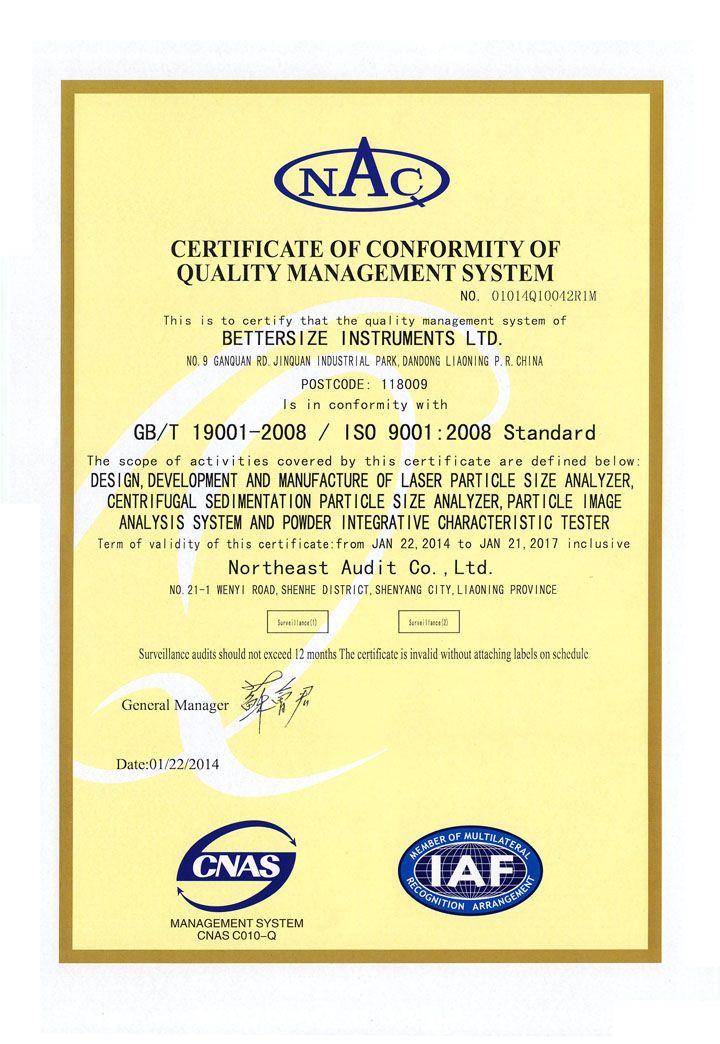 NAC
CERTIFICATE OF CONFORMITY OF
QUALITY MANAGEMENT SYSTEM
NO. 01014Q10042R1M
This is to certify that the quality management system of
BETTERSIZE INSTRUMENTS LTD.
NO.9 GANQUAN RD.JINQUAN INDUSTRIAL PARK,DANDONG LIAONING P.R.CHINA
POSTCODE: 118009
Is in conformity with
GB/T 19001-2008 / ISO 9001:2008 Standard
The scope of activities covered by this certificate are defined below:
DESIGN,DEVELOPMENT AND MANUFACTURE OF LASER PARTICLE SIZE ANALYZER,
CENTRIFUGAL SEDIMENTATION PARTICLE SIZE ANALYZER,PARTICLE IMAGE
ANALYSIS SYSTEM AND POWDER INTEGRATIVE CHARACTERISTIC TESTER
Term of validity of this certificate:from JAN 22,2014 to JAN 21,2017 inclusive
Northeast Audit Co.,Ltd.
NO.21-1 WENYI ROAD,SHENHE DISTRICT,SHENYANG CITY,LIAONING PROVINCE
Surveillance(1) Surveillance(2)
Surveillance audits should not exceed 12 months The certificate is invalid without attaching labels on schedule
General Manager
Date:01/22/2014
CNAS
MANAGEMENT SYSTEM
CNAS C010-Q
MEMBER OF MULTILATERAL
IAF
RECOGNITION ARRANGEMENT